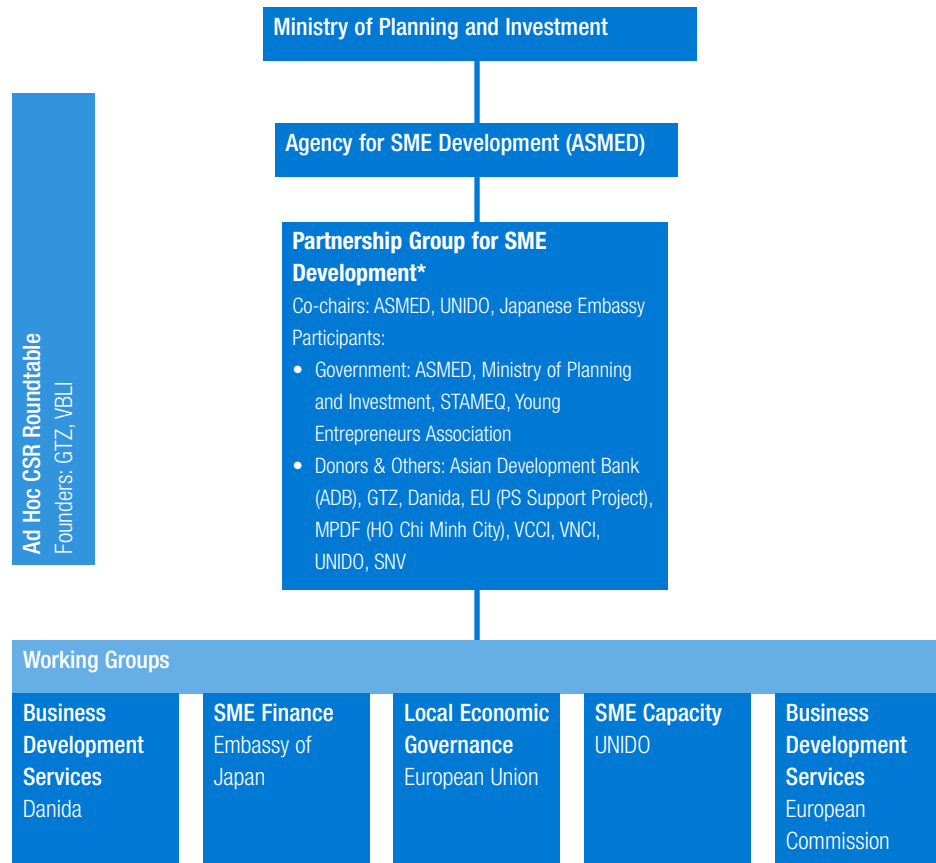 Ministry of Planning and Investment
Agency for SME Development (ASMED)
Ad Hoc CSR Roundtable
Founders: GTZ, VBLI
Partnership Group for SME
Development*
Co-chairs: ASMED, UNIDO, Japanese Embassy
Participants:
• Government: ASMED, Ministry of Planning
and Investment, STAMEQ, Young
Entrepreneurs Association
• Donors & Others: Asian Development Bank
(ADB), GTZ, Danida, EU (PS Support Project),
MPDF (HO Chi Minh City), VCCI, VNCI,
UNIDO, SNV
Working Groups
Business
Development
Services
Danida
SME Finance
Embassy of
Japan
Local Economic
Governance
European Union
SME Capacity
UNIDO
Business
Development
Services
European
Commission